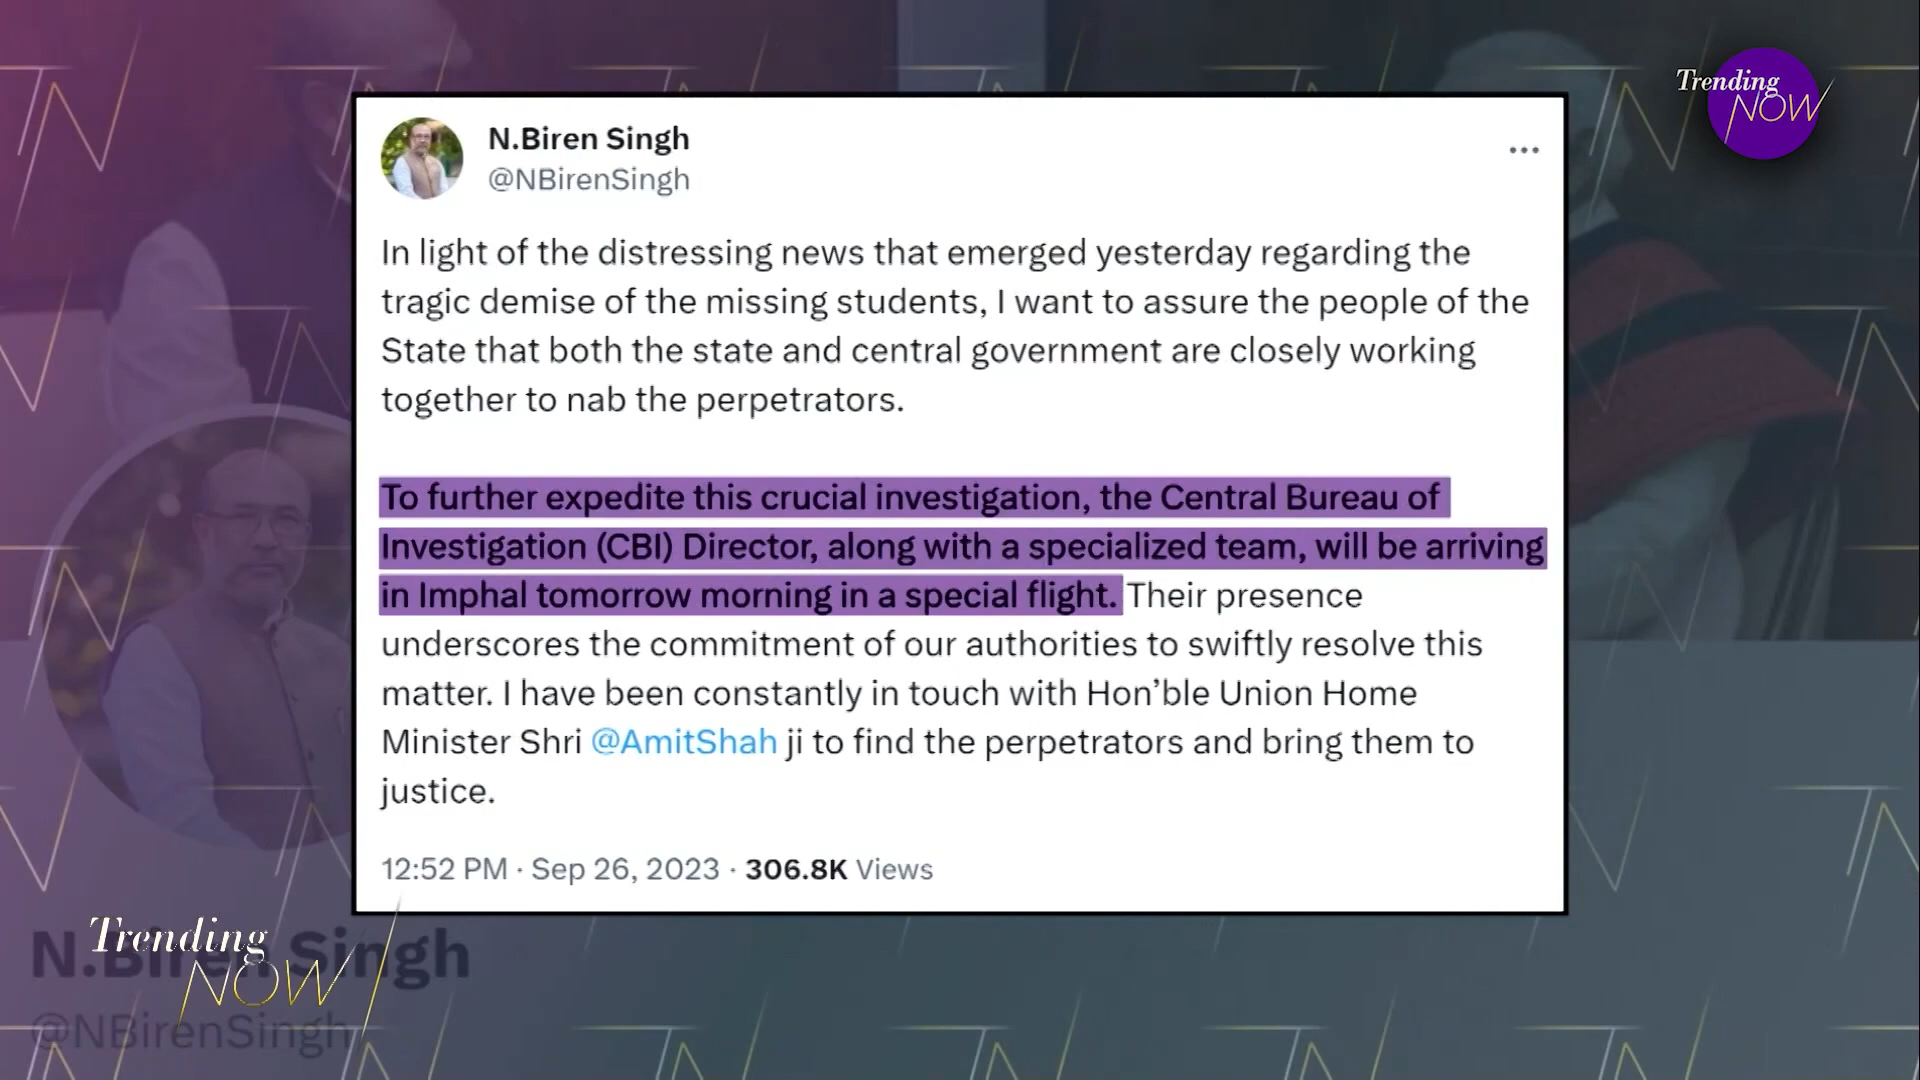 Trending
NOW
N.Biren Singh
@NBirenSingh
In light of the distressing news that emerged yesterday regarding the
tragic demise of the missing students, I want to assure the people of the
State that both the state and central government are closely working
together to nab the perpetrators.
To further expedite this crucial investigation, the Central Bureau of
Investigation (CBI) Director, along with a specialized team, will be arriving
in Imphal tomorrow morning in a special flight. Their presence
underscores the commitment of our authorities to swiftly resolve this
matter. I have been constantly in touch with Hon’ble Union Home
Minister Shri @AmitShah ji to find the perpetrators and bring them to
justice.
12:52 PM · Sep 26, 2023 · 306.8K Views
Trending
NOW
N.Biren Singh
@NBirenSingh